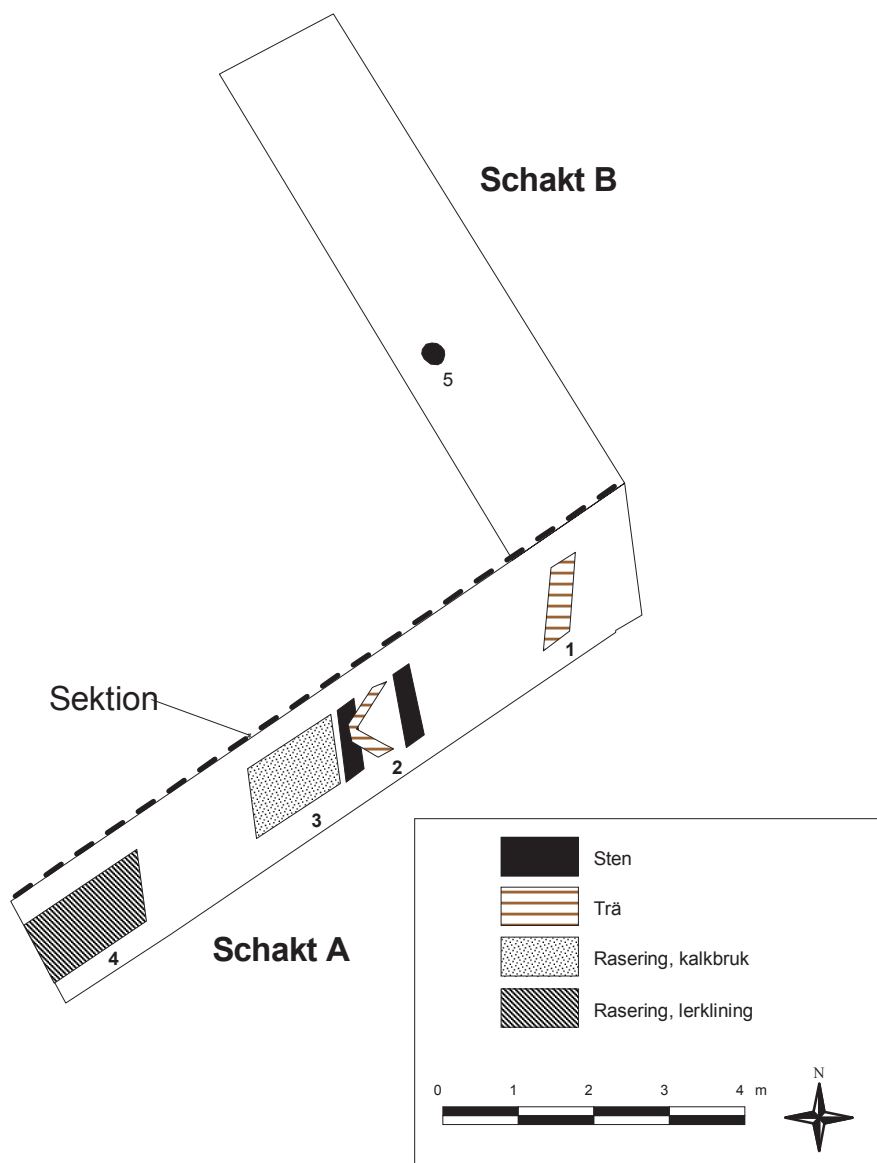 Schakt B
5
1
Sektion
2
3
Schakt A
4
Sten
Trä
Rasering, kalkbruk
Rasering, lerklining
0 1 2 3 4 m
N